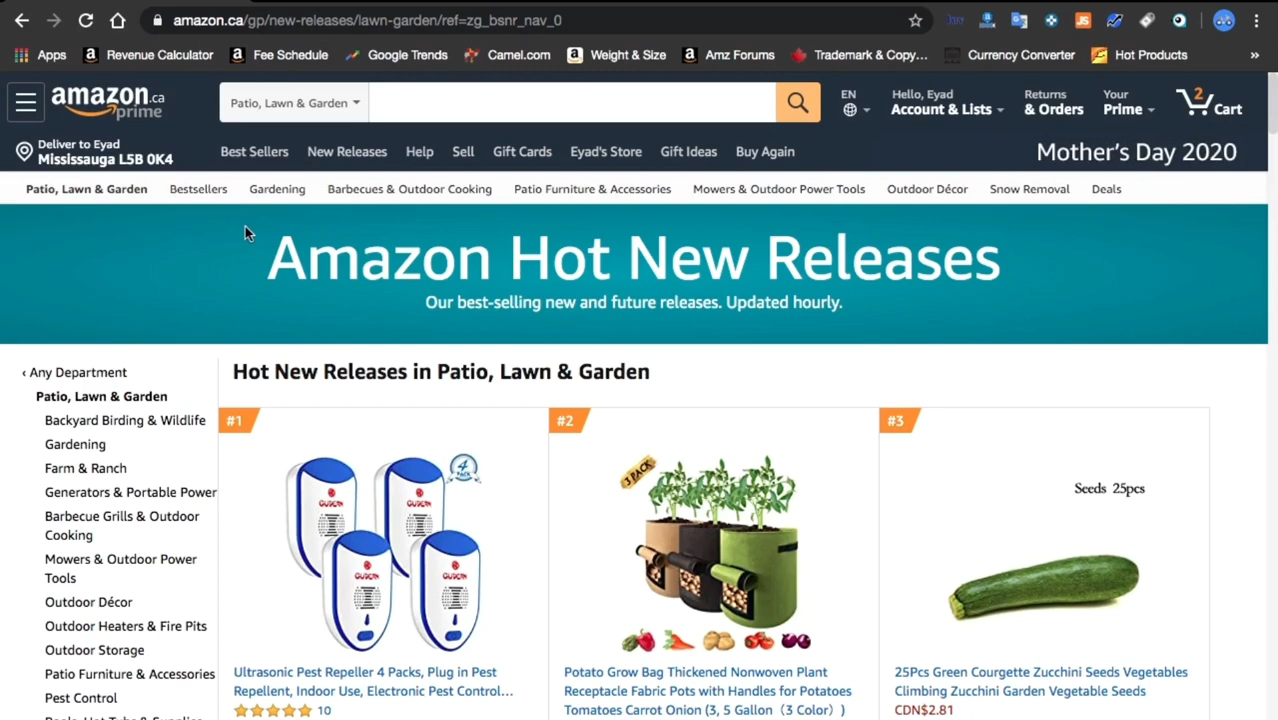 amazon.ca/gp/new-releases/lawn-garden/ref=zg_bsnr_nav_0
Apps Revenue Calculator Fee Schedule Google Trends Camel.com Weight & Size Amz Forums Trademark & Copy... Currency Converter Hot Products »
amazon.ca
prime
Patio, Lawn & Garden
EN
Hello, Eyad
Account & Lists
Returns
& Orders
Your
Prime
2
Cart
Deliver to Eyad
Mississauga L5B 0K4
Best Sellers New Releases Help Sell Gift Cards Eyad's Store Gift Ideas Buy Again
Mother's Day 2020
Patio, Lawn & Garden Bestsellers Gardening Barbecues & Outdoor Cooking Patio Furniture & Accessories Mowers & Outdoor Power Tools Outdoor Décor Snow Removal Deals
Amazon Hot New Releases
Our best-selling new and future releases. Updated hourly.
‹ Any Department
Patio, Lawn & Garden
Backyard Birding & Wildlife
Gardening
Farm & Ranch
Generators & Portable Power
Barbecue Grills & Outdoor
Cooking
Mowers & Outdoor Power
Tools
Outdoor Décor
Outdoor Heaters & Fire Pits
Outdoor Storage
Patio Furniture & Accessories
Pest Control
Hot New Releases in Patio, Lawn & Garden
#1
4
PACK
Ultrasonic Pest Repeller 4 Packs, Plug in Pest
Repellent, Indoor Use, Electronic Pest Control...
10
#2
3 PACK
Potato Grow Bag Thickened Nonwoven Plant
Receptacle Fabric Pots with Handles for Potatoes
Tomatoes Carrot Onion (3, 5 Gallon（3 Color）)
#3
Seeds 25pcs
25Pcs Green Courgette Zucchini Seeds Vegetables
Climbing Zucchini Garden Vegetable Seeds
CDN$2.81